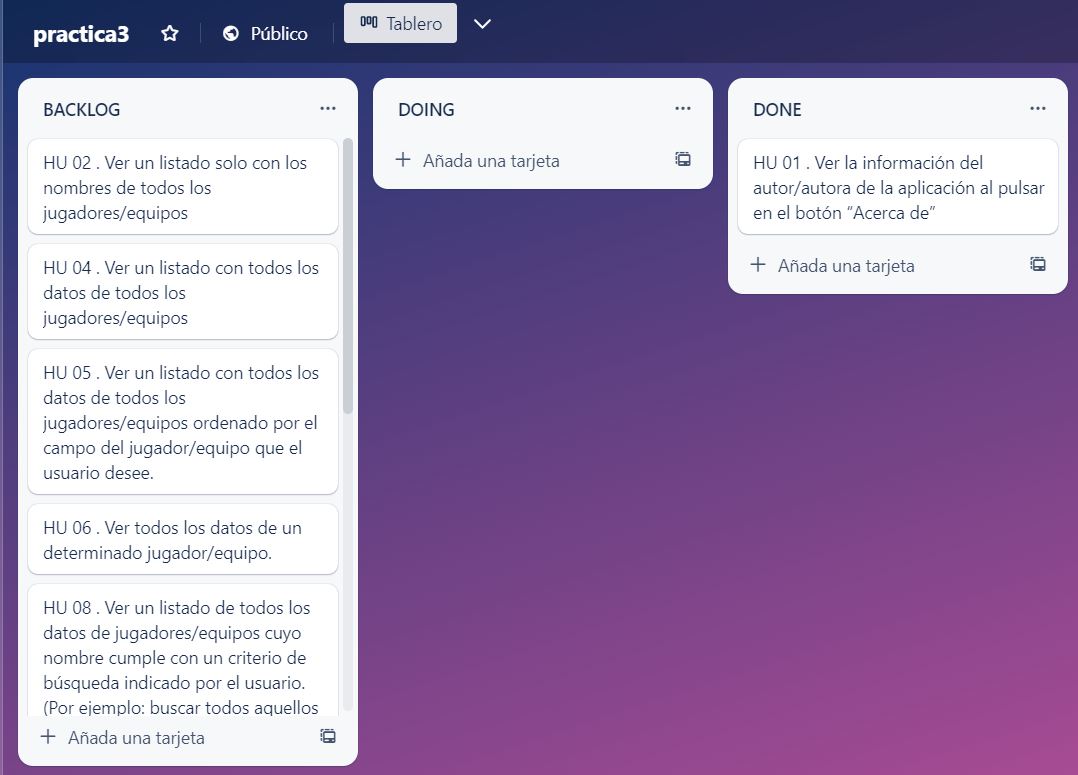 practica3
Público
Tablero
BACKLOG
HU 02 . Ver un listado solo con los
nombres de todos los
jugadores/equipos
HU 04 . Ver un listado con todos los
datos de todos los
jugadores/equipos
HU 05 . Ver un listado con todos los
datos de todos los
jugadores/equipos ordenado por el
campo del jugador/equipo que el
usuario desee.
HU 06 . Ver todos los datos de un
determinado jugador/equipo.
HU 08 . Ver un listado de todos los
datos de jugadores/equipos cuyo
nombre cumple con un criterio de
búsqueda indicado por el usuario.
(Por ejemplo: buscar todos aquellos
Añada una tarjeta
DOING
Añada una tarjeta
DONE
HU 01 . Ver la información del
autor/autora de la aplicación al pulsar
en el botón “Acerca de”
Añada una tarjeta